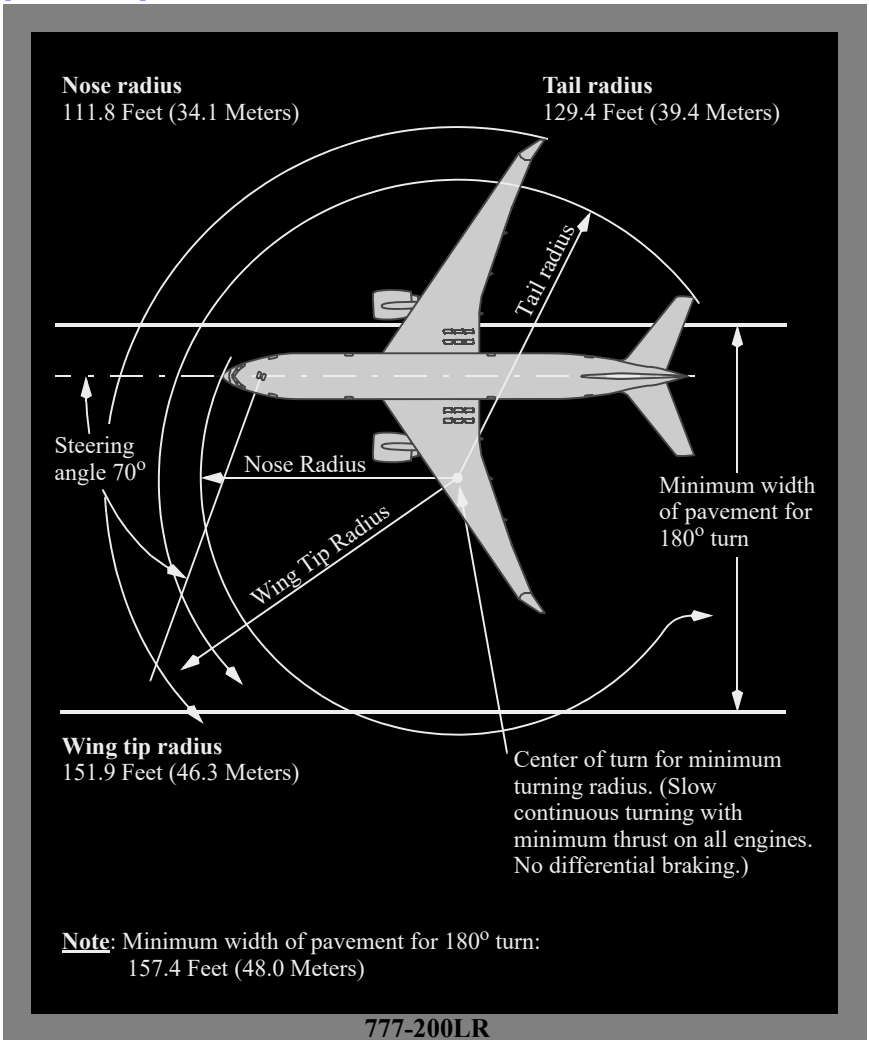 Nose radius
111.8 Feet (34.1 Meters)
Tail radius
129.4 Feet (39.4 Meters)
Tail radius
Steering
angle 70o
Nose Radius
Wing Tip Radius
Minimum width
of pavement for
180o turn
Wing tip radius
151.9 Feet (46.3 Meters)
Center of turn for minimum
turning radius. (Slow
continuous turning with
minimum thrust on all engines.
No differential braking.)
Note: Minimum width of pavement for 180o turn:
157.4 Feet (48.0 Meters)
777-200LR